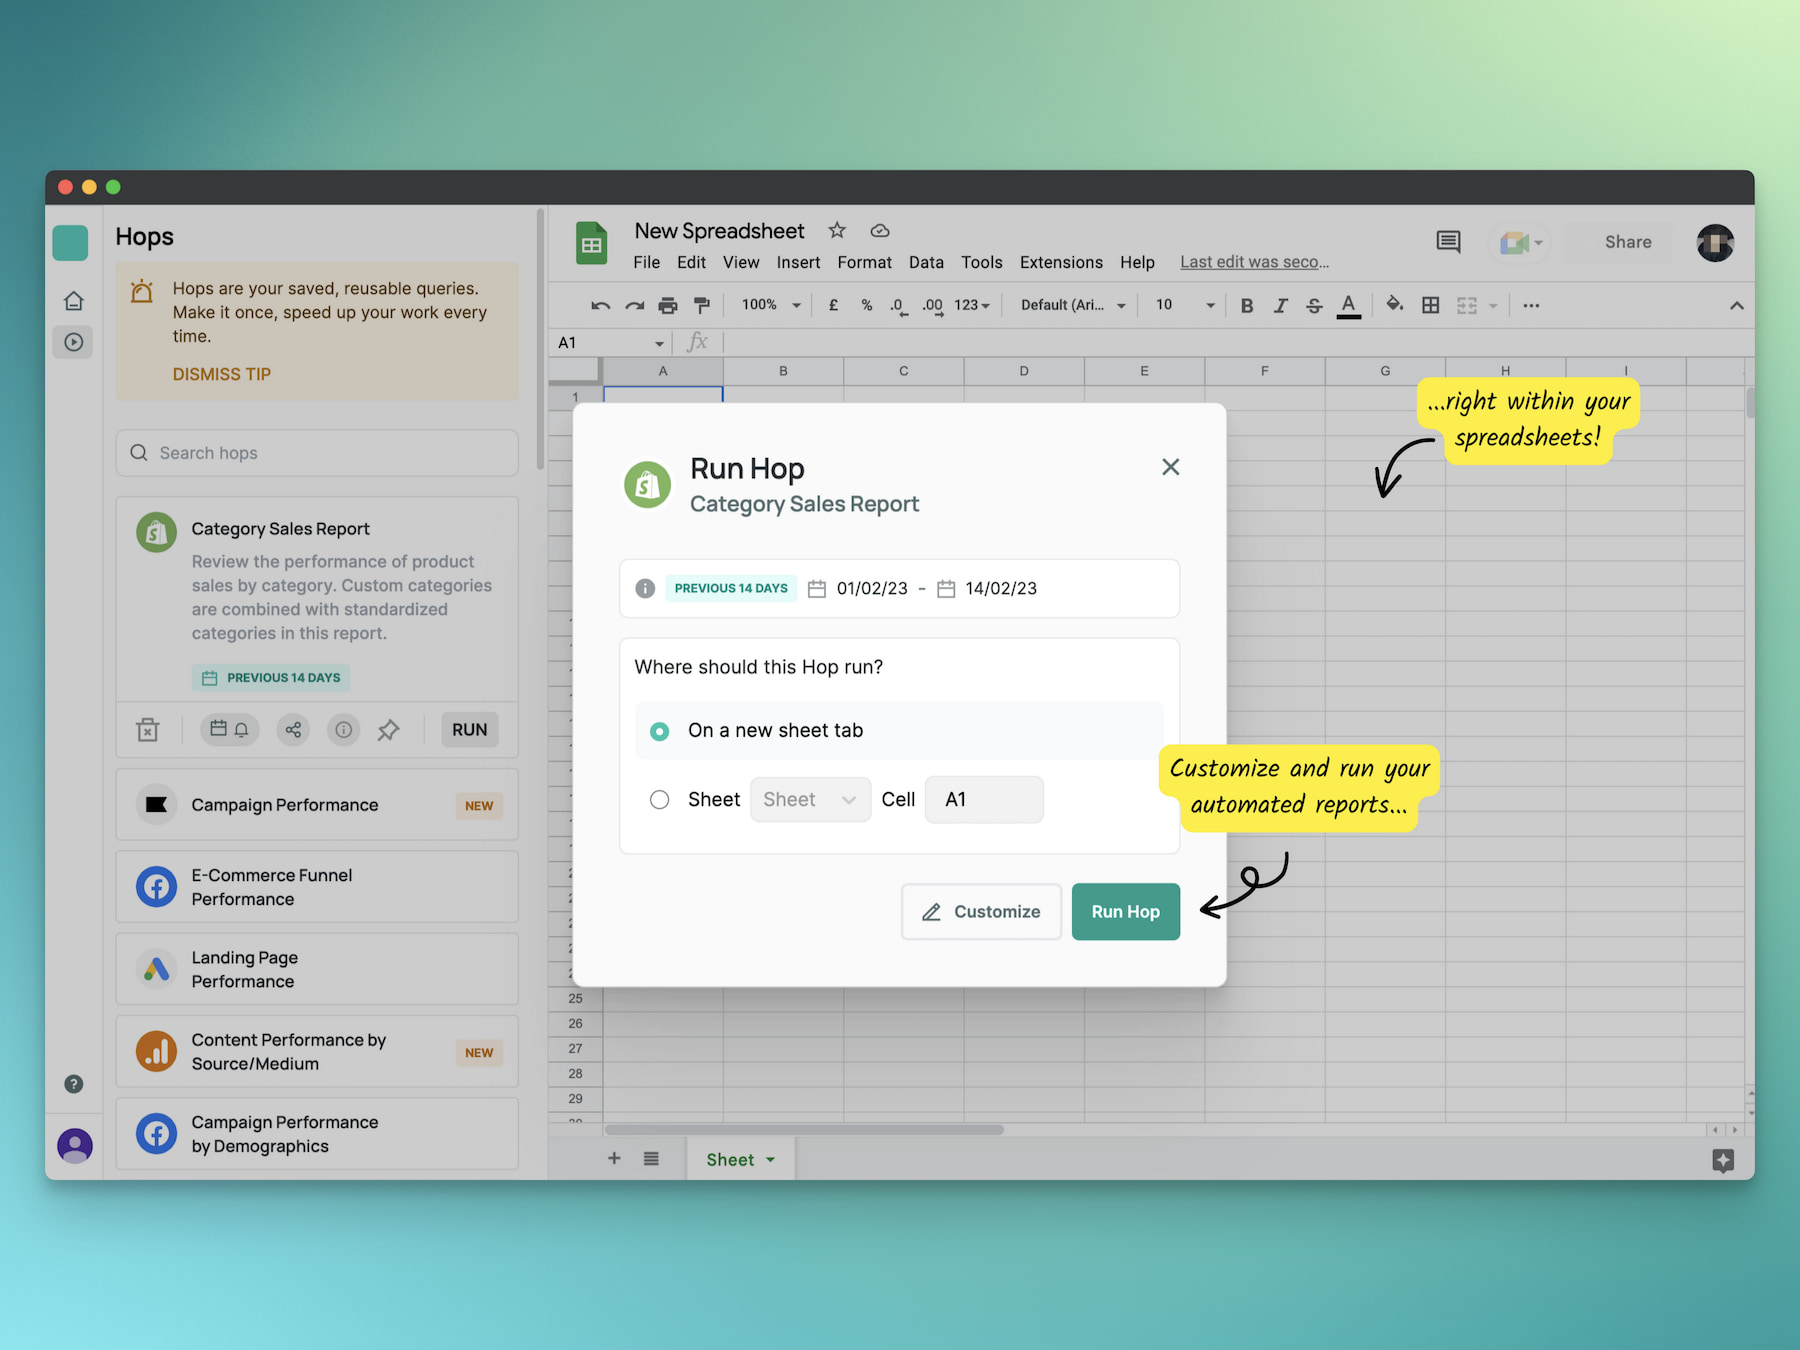 Hops
Hops are your saved, reusable queries.
Make it once, speed up your work every
time.
DISMISS TIP
Search hops
Category Sales Report
Review the performance of product
sales by category. Custom categories
are combined with standardized
categories in this report.
PREVIOUS 14 DAYS
RUN
Campaign Performance
NEW
E-Commerce Funnel
Performance
Landing Page
Performance
Content Performance by
Source/Medium
NEW
Campaign Performance
by Demographics
New Spreadsheet
File Edit View Insert Format Data Tools Extensions Help Last edit was seco...
Share
100% £ % .0 .00 123 Default (Ari... 10 B I S A
A1 fx
A B C D E F G H I
1
...right within your
spreadsheets!
Run Hop
Category Sales Report
PREVIOUS 14 DAYS 01/02/23 - 14/02/23
Where should this Hop run?
On a new sheet tab
Sheet Sheet Cell A1
Customize and run your
automated reports...
Customize
Run Hop
25
26
27
28
29
Sheet